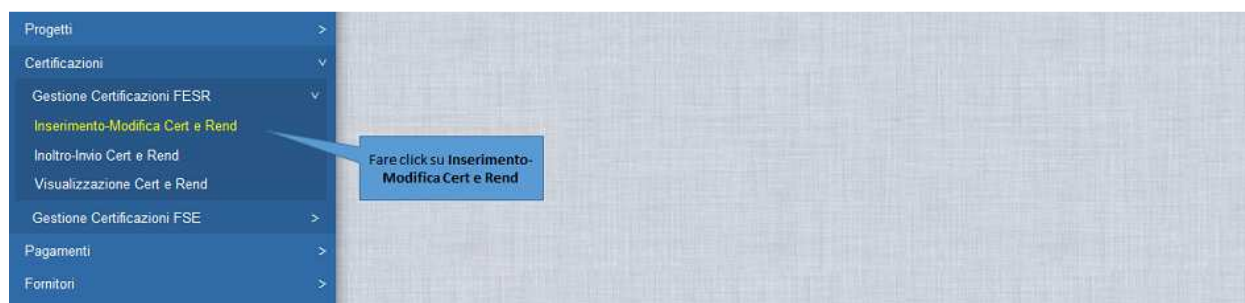 Progetti >
Certificazioni v
Gestione Certificazioni FESR v
Inserimento-Modifica Cert e Rend
Inoltro-Invio Cert e Rend
Visualizzazione Cert e Rend
Gestione Certificazioni FSE >
Pagamenti >
Fornitori >
Fare click su Inserimento-
Modifica Cert e Rend